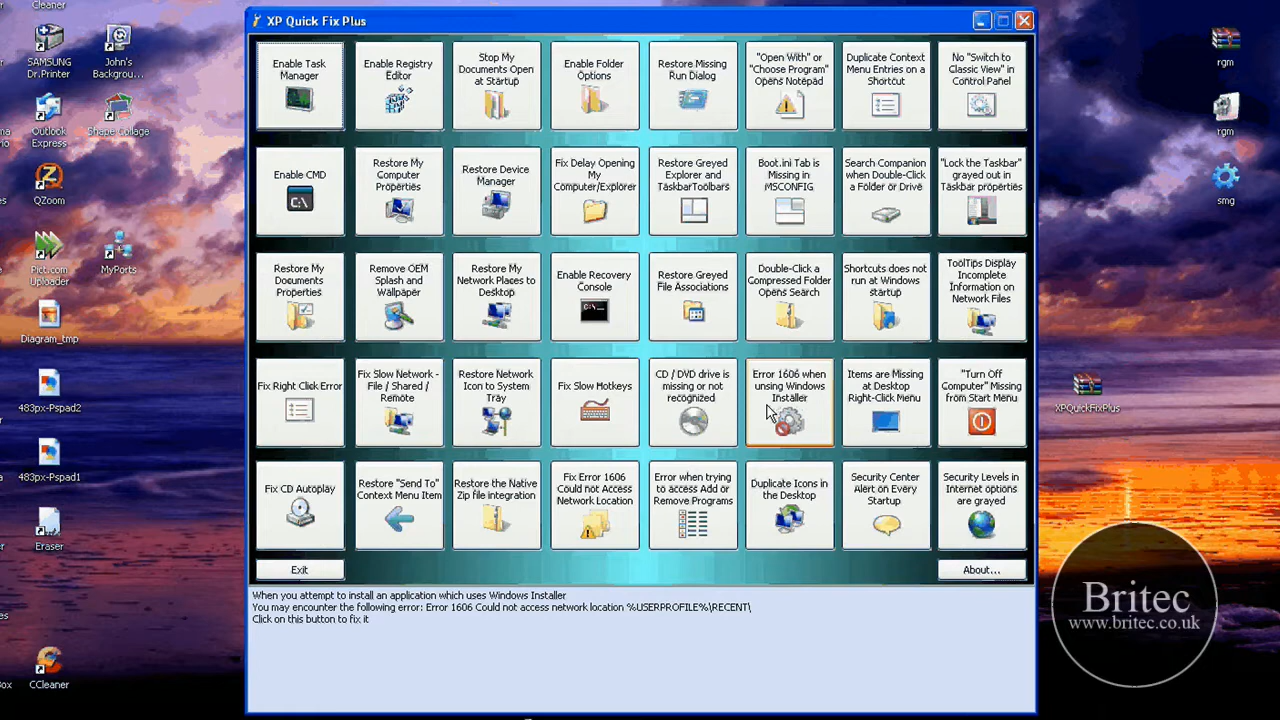 Cleaner
SAMSUNG
Dr.Printer
John's
Backgrou...
Outlook
Express
Shape Collage
QZoom
Pict.com
Uploader
MyPorts
Diagram_tmp
483px-Pspad2
483px-Pspad1
Eraser
CCleaner
XP Quick Fix Plus
Enable Task
Manager
Enable Registry
Editor
Stop My
Documents Open
at Startup
Enable Folder
Options
Restore Missing
Run Dialog
"Open With" or
"Choose Program"
Opens Notepad
Duplicate Context
Menu Entries on a
Shortcut
No "Switch to
Classic View" in
Control Panel
Enable CMD
C:\
Restore My
Computer
Properties
Restore Device
Manager
Fix Delay Opening
My
Computer/Explorer
Restore Greyed
Explorer and
TaskbarToolbars
Boot.ini Tab is
Missing in
MSCONFIG
Search Companion
when Double-Click
a Folder or Drive
"Lock the Taskbar"
grayed out in
Taskbar properties
Restore My
Documents
Properties
Remove OEM
Splash and
Wallpaper
Restore My
Network Places to
Desktop
Enable Recovery
Console
Restore Greyed
File Associations
Double-Click a
Compressed Folder
Opens Search
Shortcuts does not
run at Windows
startup
ToolTips Display
Incomplete
Information on
Network Files
Fix Right Click Error
Fix Slow Network -
File / Shared /
Remote
Restore Network
Icon to System
Tray
Fix Slow Hotkeys
CD / DVD drive is
missing or not
recognized
Error 1606 when
unsing Windows
Installer
Items are Missing
at Desktop
Right-Click Menu
"Turn Off
Computer" Missing
from Start Menu
Fix CD Autoplay
Restore "Send To"
Context Menu Item
Restore the Native
Zip file integration
Fix Error 1606
Could not Access
Network Location
Error when trying
to access Add or
Remove Programs
Duplicate Icons in
the Desktop
Security Center
Alert on Every
Startup
Security Levels in
Internet options
are grayed
Exit
About...
When you attempt to install an application which uses Windows Installer
You may encounter the following error: Error 1606 Could not access network location %USERPROFILE%\RECENT\
Click on this button to fix it
rgm
rgm
smg
XPQuickFixPlus
Britec
www.britec.co.uk